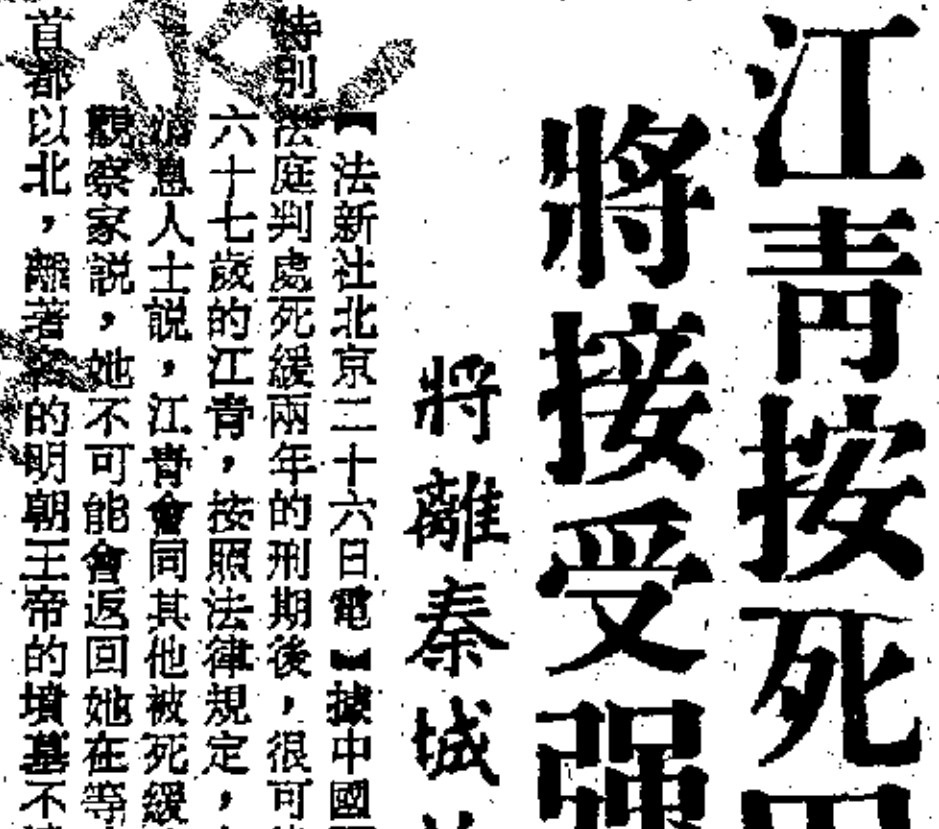 江青按死
將接受强
將離秦城
【法新社北京二十六日電】據中國
特別法庭判處死緩兩年的刑期後，很可
六十七歲的江青，按照法律規定，
消息人士說，江青會同其他被死緩
觀察家說，她不可能會返回她在等
首都以北，離著名的明朝王帝的墳墓不